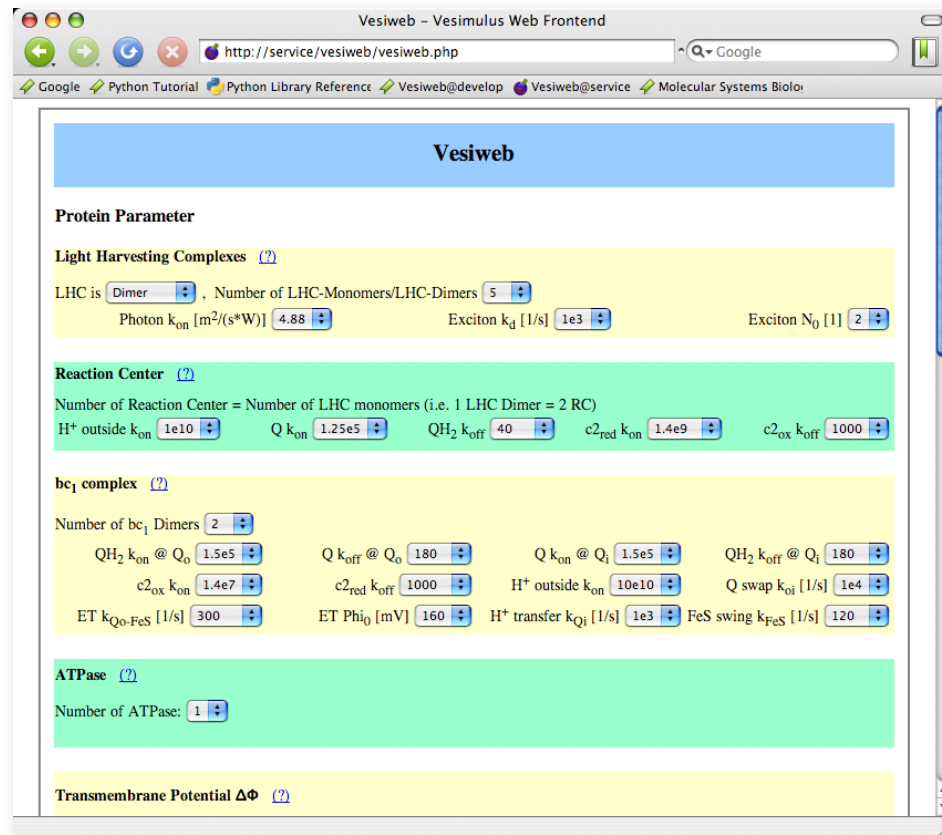 Vesiweb – Vesimulus Web Frontend
http://service/vesiweb/vesiweb.php Google
Google Python Tutorial Python Library Reference Vesiweb@develop Vesiweb@service Molecular Systems
Vesiweb
Protein Parameter
Light Harvesting Complexes (?)
LHC is Dimer , Number of LHC-Monomers/LHC-Dimers 5
Photon kon [m2/(s*W)] 4.88 Exciton kd [1/s] 1e3 Exciton N0 [1] 2
Reaction Center (?)
Number of Reaction Center = Number of LHC monomers (i.e. 1 LHC Dimer = 2 RC)
H+ outside kon 1e10 Q kon 1.25e5 QH2 koff 40 c2red kon 1.4e9 c2ox koff 1000
bc1 complex (?)
Number of bc1 Dimers 2
QH2 kon @ Qo 1.5e5 Q koff @ Qo 180 Q kon @ Qi 1.5e5 QH2 koff @ Qi 180
c2ox kon 1.4e7 c2red koff 1000 H+ outside kon 10e10 Q swap koi [1/s] 1e4
ET kQo-FeS [1/s] 300 ET Phi0 [mV] 160 H+ transfer kQi [1/s] 1e3 FeS swing kFeS [1/s] 120
ATPase (?)
Number of ATPase: 1
Transmembrane Potential ΔΦ (?)